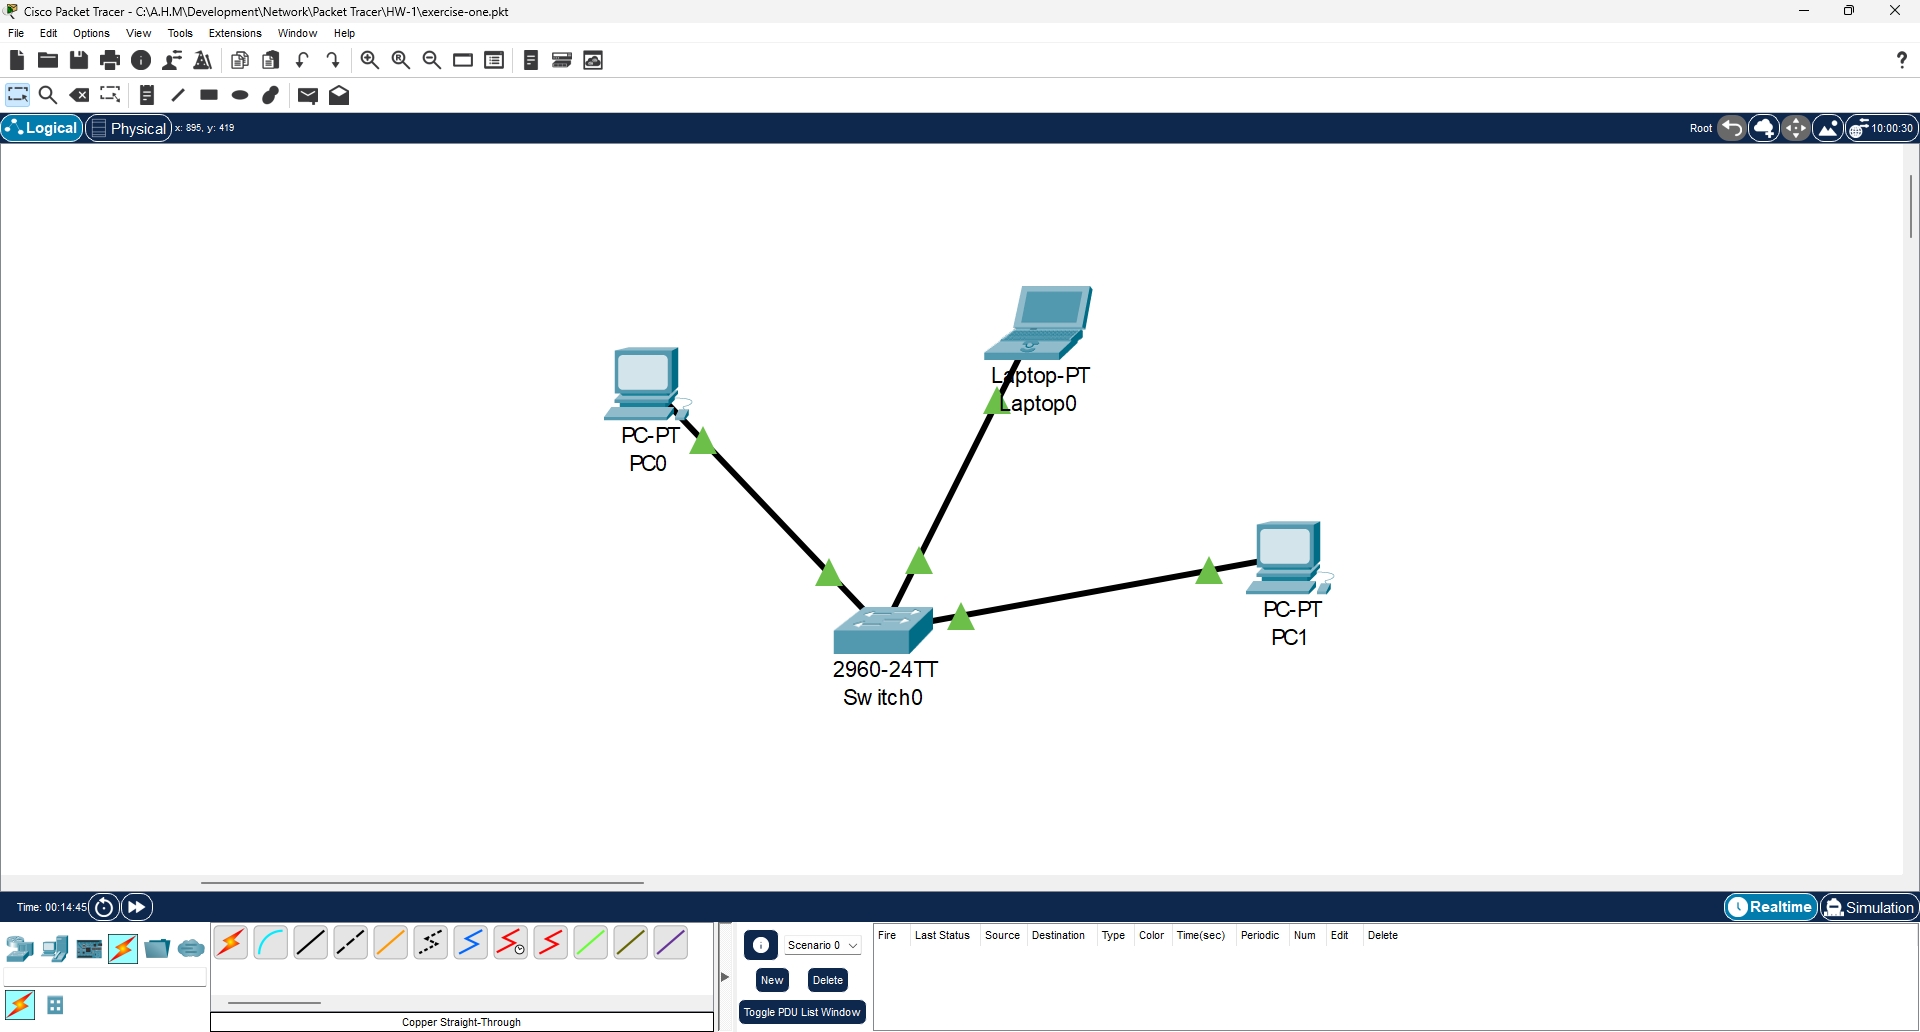 Cisco Packet Tracer - C:\A.H.M\Development\Network\Packet Tracer\HW-1\exercise-one.pkt
File Edit Options View Tools Extensions Window Help
Logical Physical x: 895, y: 419 Root 10:00:30
Laptop-PT
Laptop0
PC-PT
PC0
PC-PT
PC1
2960-24TT
Switch0
Time: 00:14:45 Realtime Simulation
Scenario 0
New Delete
Toggle PDU List Window
Fire Last Status Source Destination Type Color Time(sec) Periodic Num Edit Delete
Copper Straight-Through